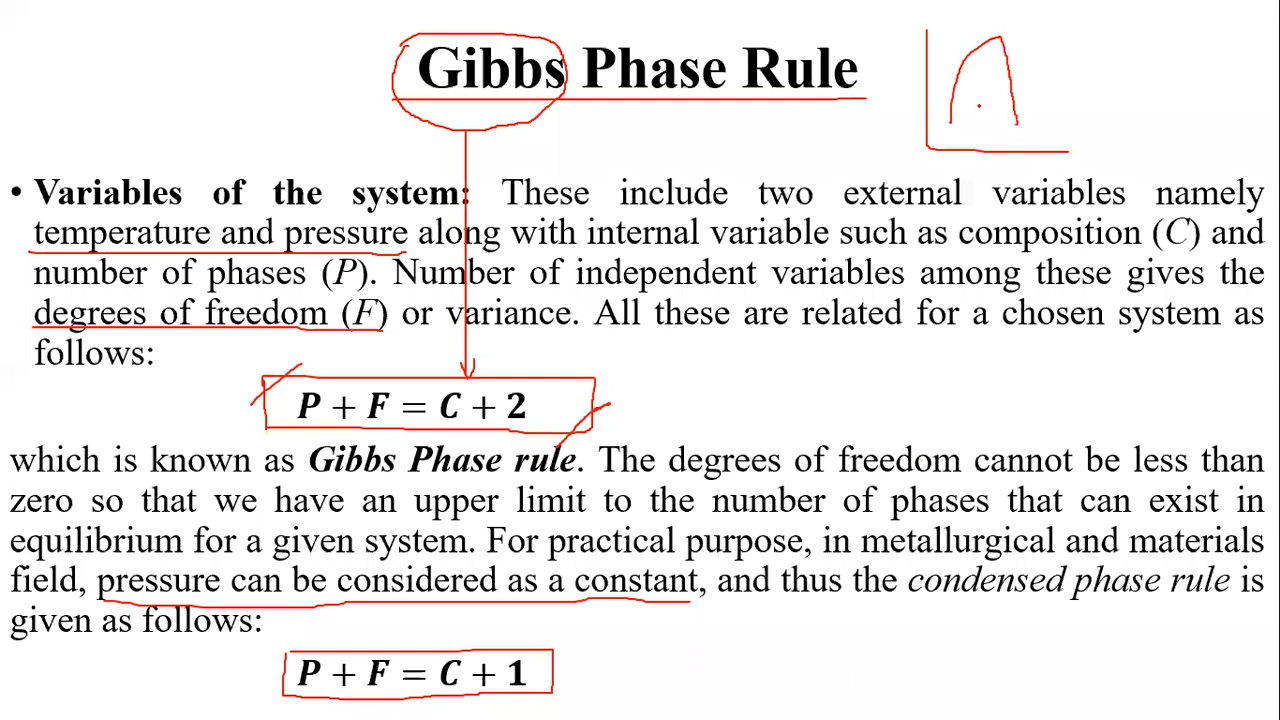 Gibbs Phase Rule
• Variables of the system: These include two external variables namely
temperature and pressure along with internal variable such as composition (C) and
number of phases (P). Number of independent variables among these gives the
degrees of freedom (F) or variance. All these are related for a chosen system as
follows:
P + F = C + 2
which is known as Gibbs Phase rule. The degrees of freedom cannot be less than
zero so that we have an upper limit to the number of phases that can exist in
equilibrium for a given system. For practical purpose, in metallurgical and materials
field, pressure can be considered as a constant, and thus the condensed phase rule is
given as follows:
P + F = C + 1